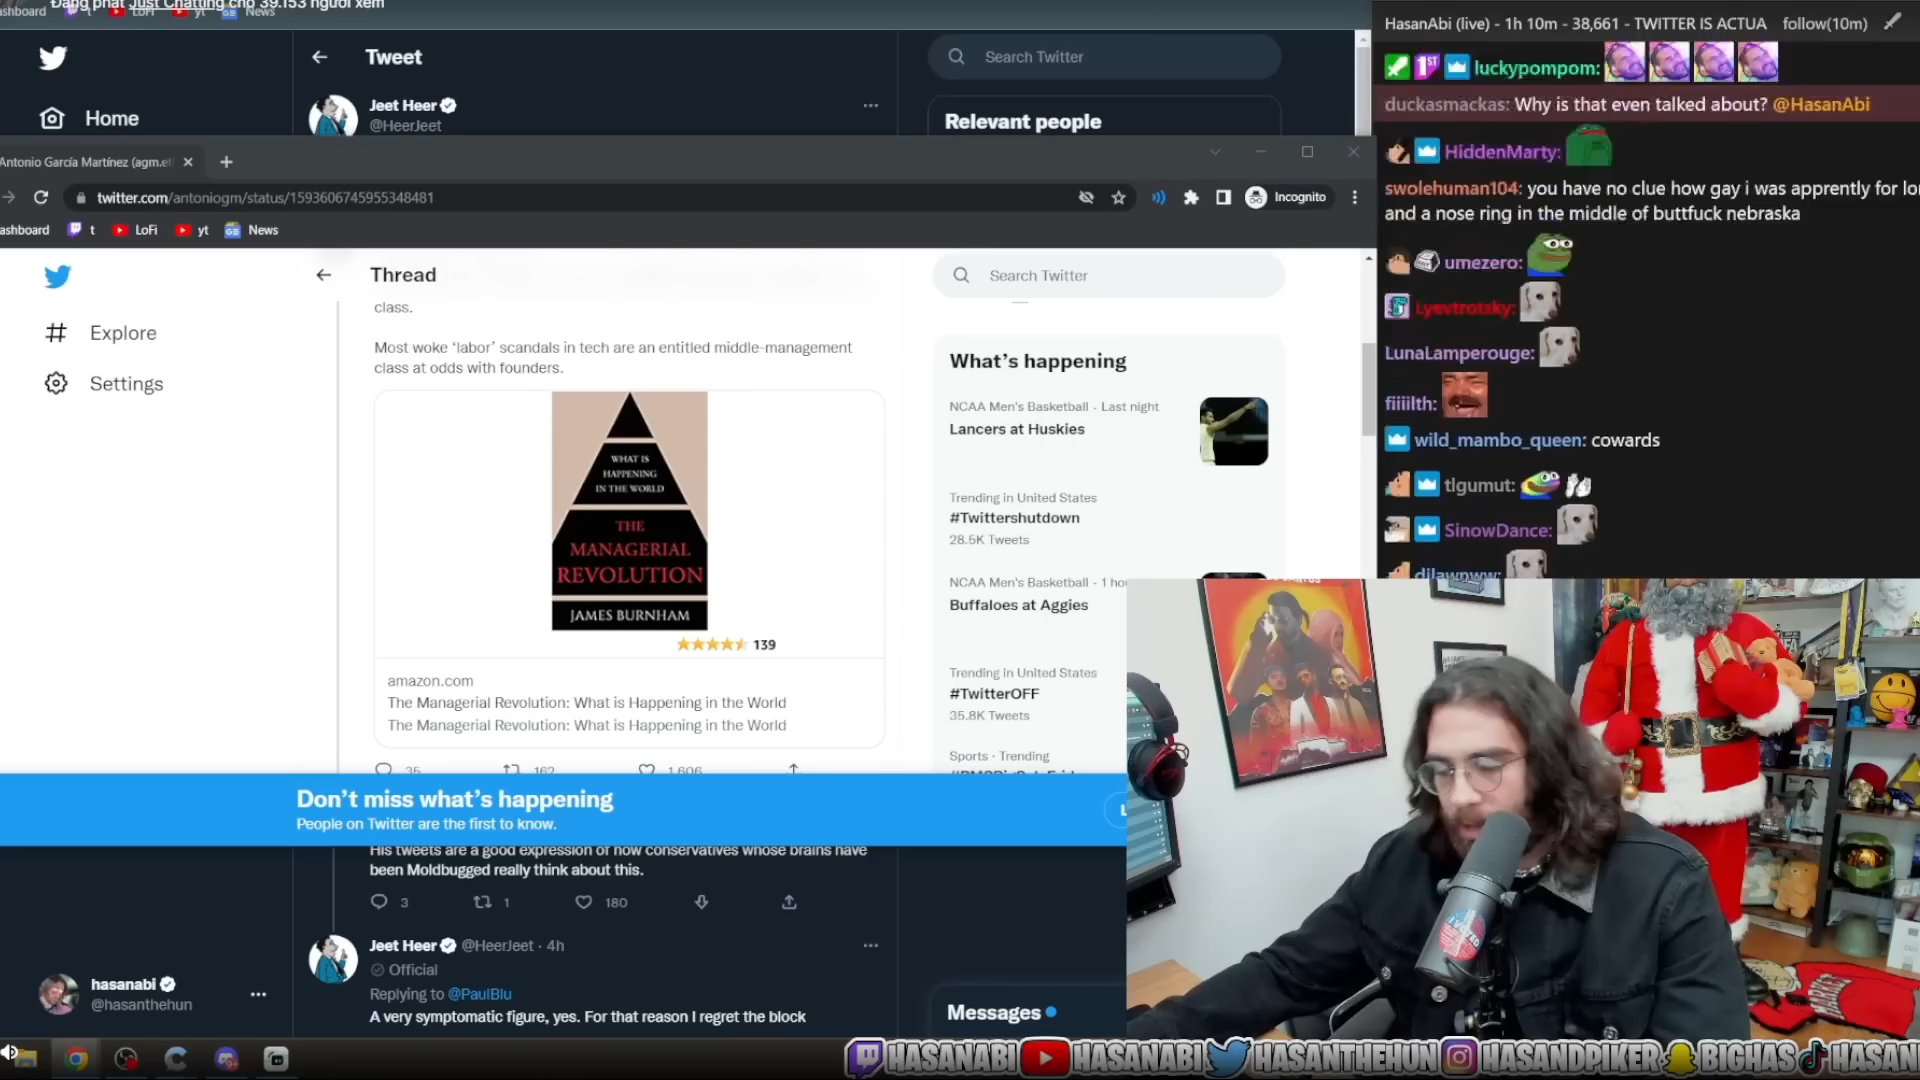 Đang phát Just Chatting cho 39.153 người xem
ashboard
t
LoFi
yt
News
Home
Tweet
Jeet Heer
@HeerJeet
Search Twitter
Relevant people
Antonio García Martínez (agm.et
twitter.com/antoniogm/status/1593606745955348481
Incognito
ashboard
t
LoFi
yt
News
Explore
Settings
Thread
class.
Most woke ‘labor’ scandals in tech are an entitled middle-management
class at odds with founders.
WHAT IS
HAPPENING
IN THE WORLD
THE
MANAGERIAL
REVOLUTION
JAMES BURNHAM
139
amazon.com
The Managerial Revolution: What is Happening in the World
The Managerial Revolution: What is Happening in the World
35
162
1,606
Search Twitter
What’s happening
NCAA Men's Basketball · Last night
Lancers at Huskies
Trending in United States
#Twittershutdown
28.5K Tweets
NCAA Men's Basketball · 1 ho
Buffaloes at Aggies
Trending in United States
#TwitterOFF
35.8K Tweets
Sports · Trending
Don’t miss what’s happening
People on Twitter are the first to know.
His tweets are a good expression of how conservatives whose brains have
been Moldbugged really think about this.
3
1
180
Jeet Heer @HeerJeet · 4h
Official
Replying to @PaulBlu
A very symptomatic figure, yes. For that reason I regret the block
hasanabi
@hasanthehun
Messages
HasanAbi (live) - 1h 10m - 38,661 - TWITTER IS ACTUA
follow(10m)
1ST
luckypompom:
duckasmackas: Why is that even talked about? @HasanAbi
HiddenMarty:
swolehuman104: you have no clue how gay i was apprently for lon
and a nose ring in the middle of buttfuck nebraska
umezero:
Lyevtrotsky:
LunaLamperouge:
fiiiilth:
wild_mambo_queen: cowards
tlgumut:
SinowDance:
dilawnww:
I VOTED
HASANABI
HASANABI
HASANTHEHUN
HASANDPIKER
BIGHAS
HASAN